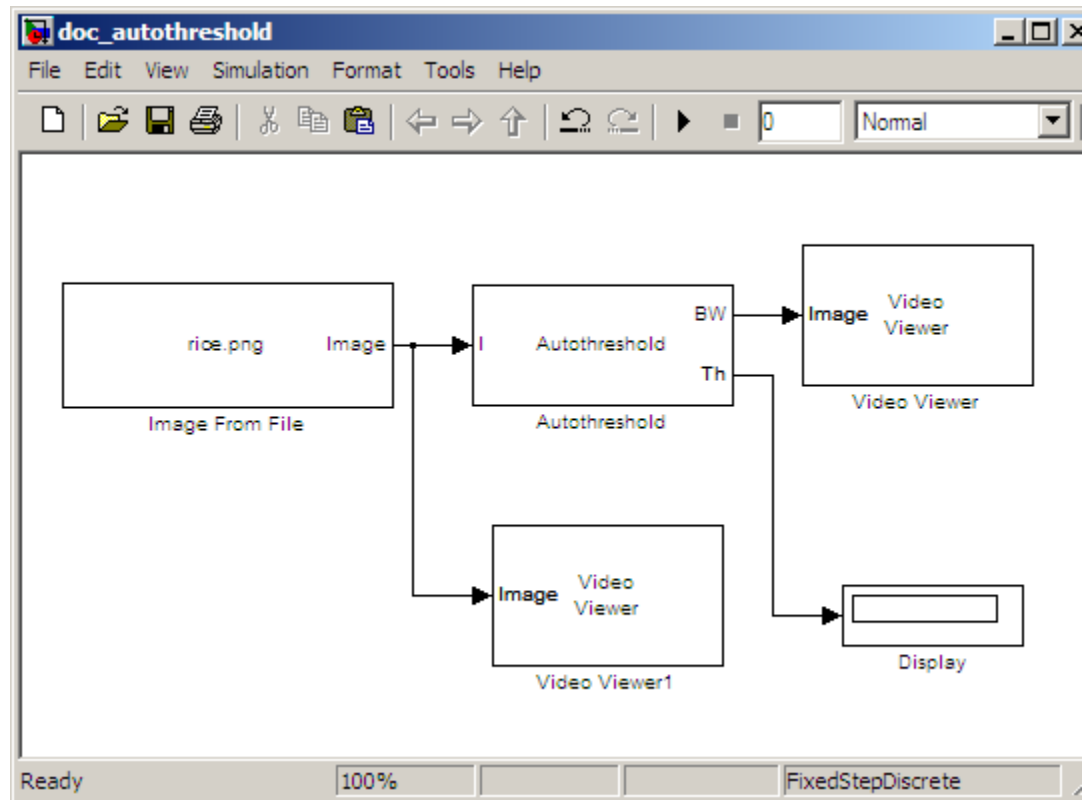 doc_autothreshold
File Edit View Simulation Format Tools Help
0 Normal
rice.png Image
Image From File
I Autothreshold BW
Th
Autothreshold
Image Video
Viewer
Video Viewer
Image Video
Viewer
Video Viewer1
Display
Ready 100% FixedStepDiscrete